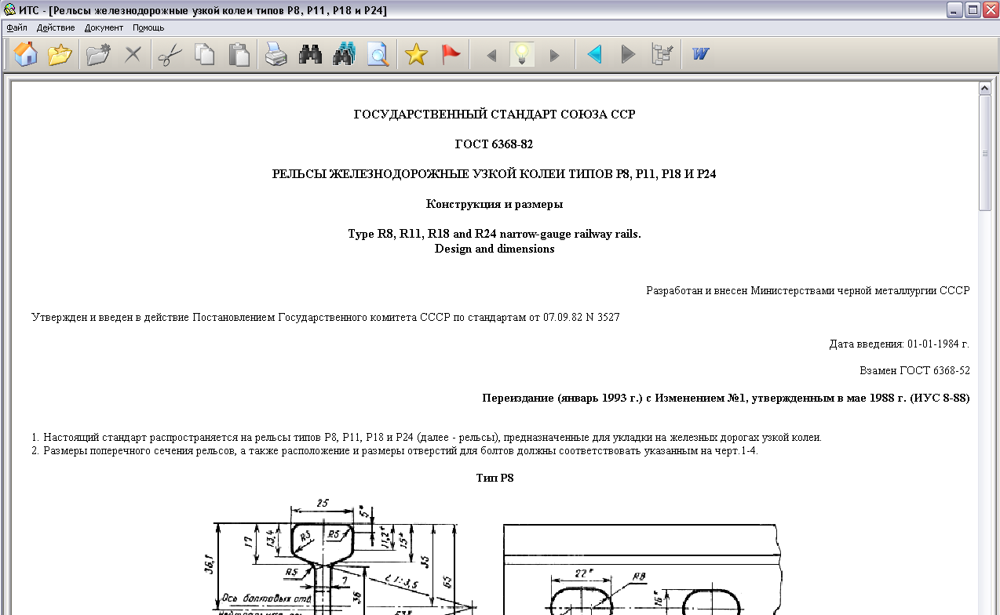 ИТС - [Рельсы железнодорожные узкой колеи типов Р8, Р11, Р18 и Р24]
Файл Действие Документ Помощь
W
ГОСУДАРСТВЕННЫЙ СТАНДАРТ СОЮЗА ССР
ГОСТ 6368-82
РЕЛЬСЫ ЖЕЛЕЗНОДОРОЖНЫЕ УЗКОЙ КОЛЕИ ТИПОВ Р8, Р11, Р18 И Р24
Конструкция и размеры
Type R8, R11, R18 and R24 narrow-gauge railway rails.
Design and dimensions
Разработан и внесен Министерствами черной металлургии СССР
Утвержден и введен в действие Постановлением Государственного комитета СССР по стандартам от 07.09.82 N 3527
Дата введения: 01-01-1984 г.
Взамен ГОСТ 6368-52
Переиздание (январь 1993 г.) с Изменением №1, утвержденным в мае 1988 г. (ИУС 8-88)
1. Настоящий стандарт распространяется на рельсы типов Р8, Р11, Р18 и Р24 (далее - рельсы), предназначенные для укладки на железных дорогах узкой колеи.
2. Размеры поперечного сечения рельсов, а также расположение и размеры отверстий для болтов должны соответствовать указанным на черт.1-4.
Тип Р8
25
5*
17
13,4
R5
R5
11,2*
15*
36,1
35
65
R5
7
∠1:3,5
36
Ось болтовых отв.
22*
R8
16*